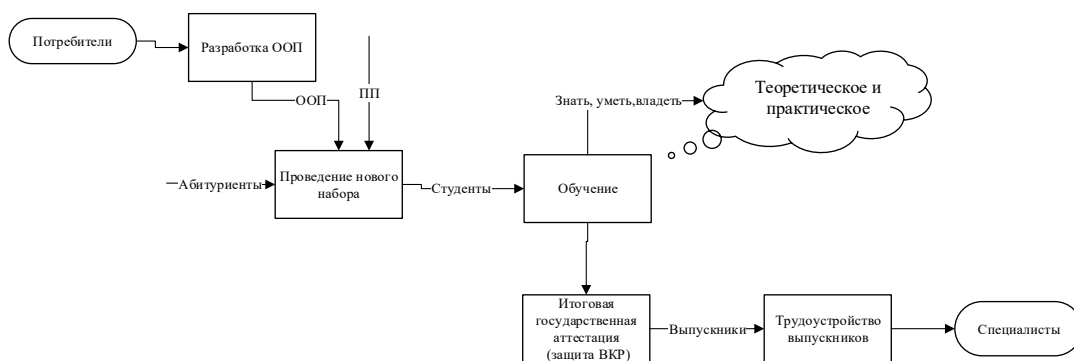 Потребители
Разработка ООП
ООП
ПП
Знать, уметь,владеть
Теоретическое и
практическое
Абитуриенты
Проведение нового
набора
Студенты
Обучение
Итоговая
государственная
аттестация
(защита ВКР)
Выпускники
Трудоустройство
выпускников
Специалисты